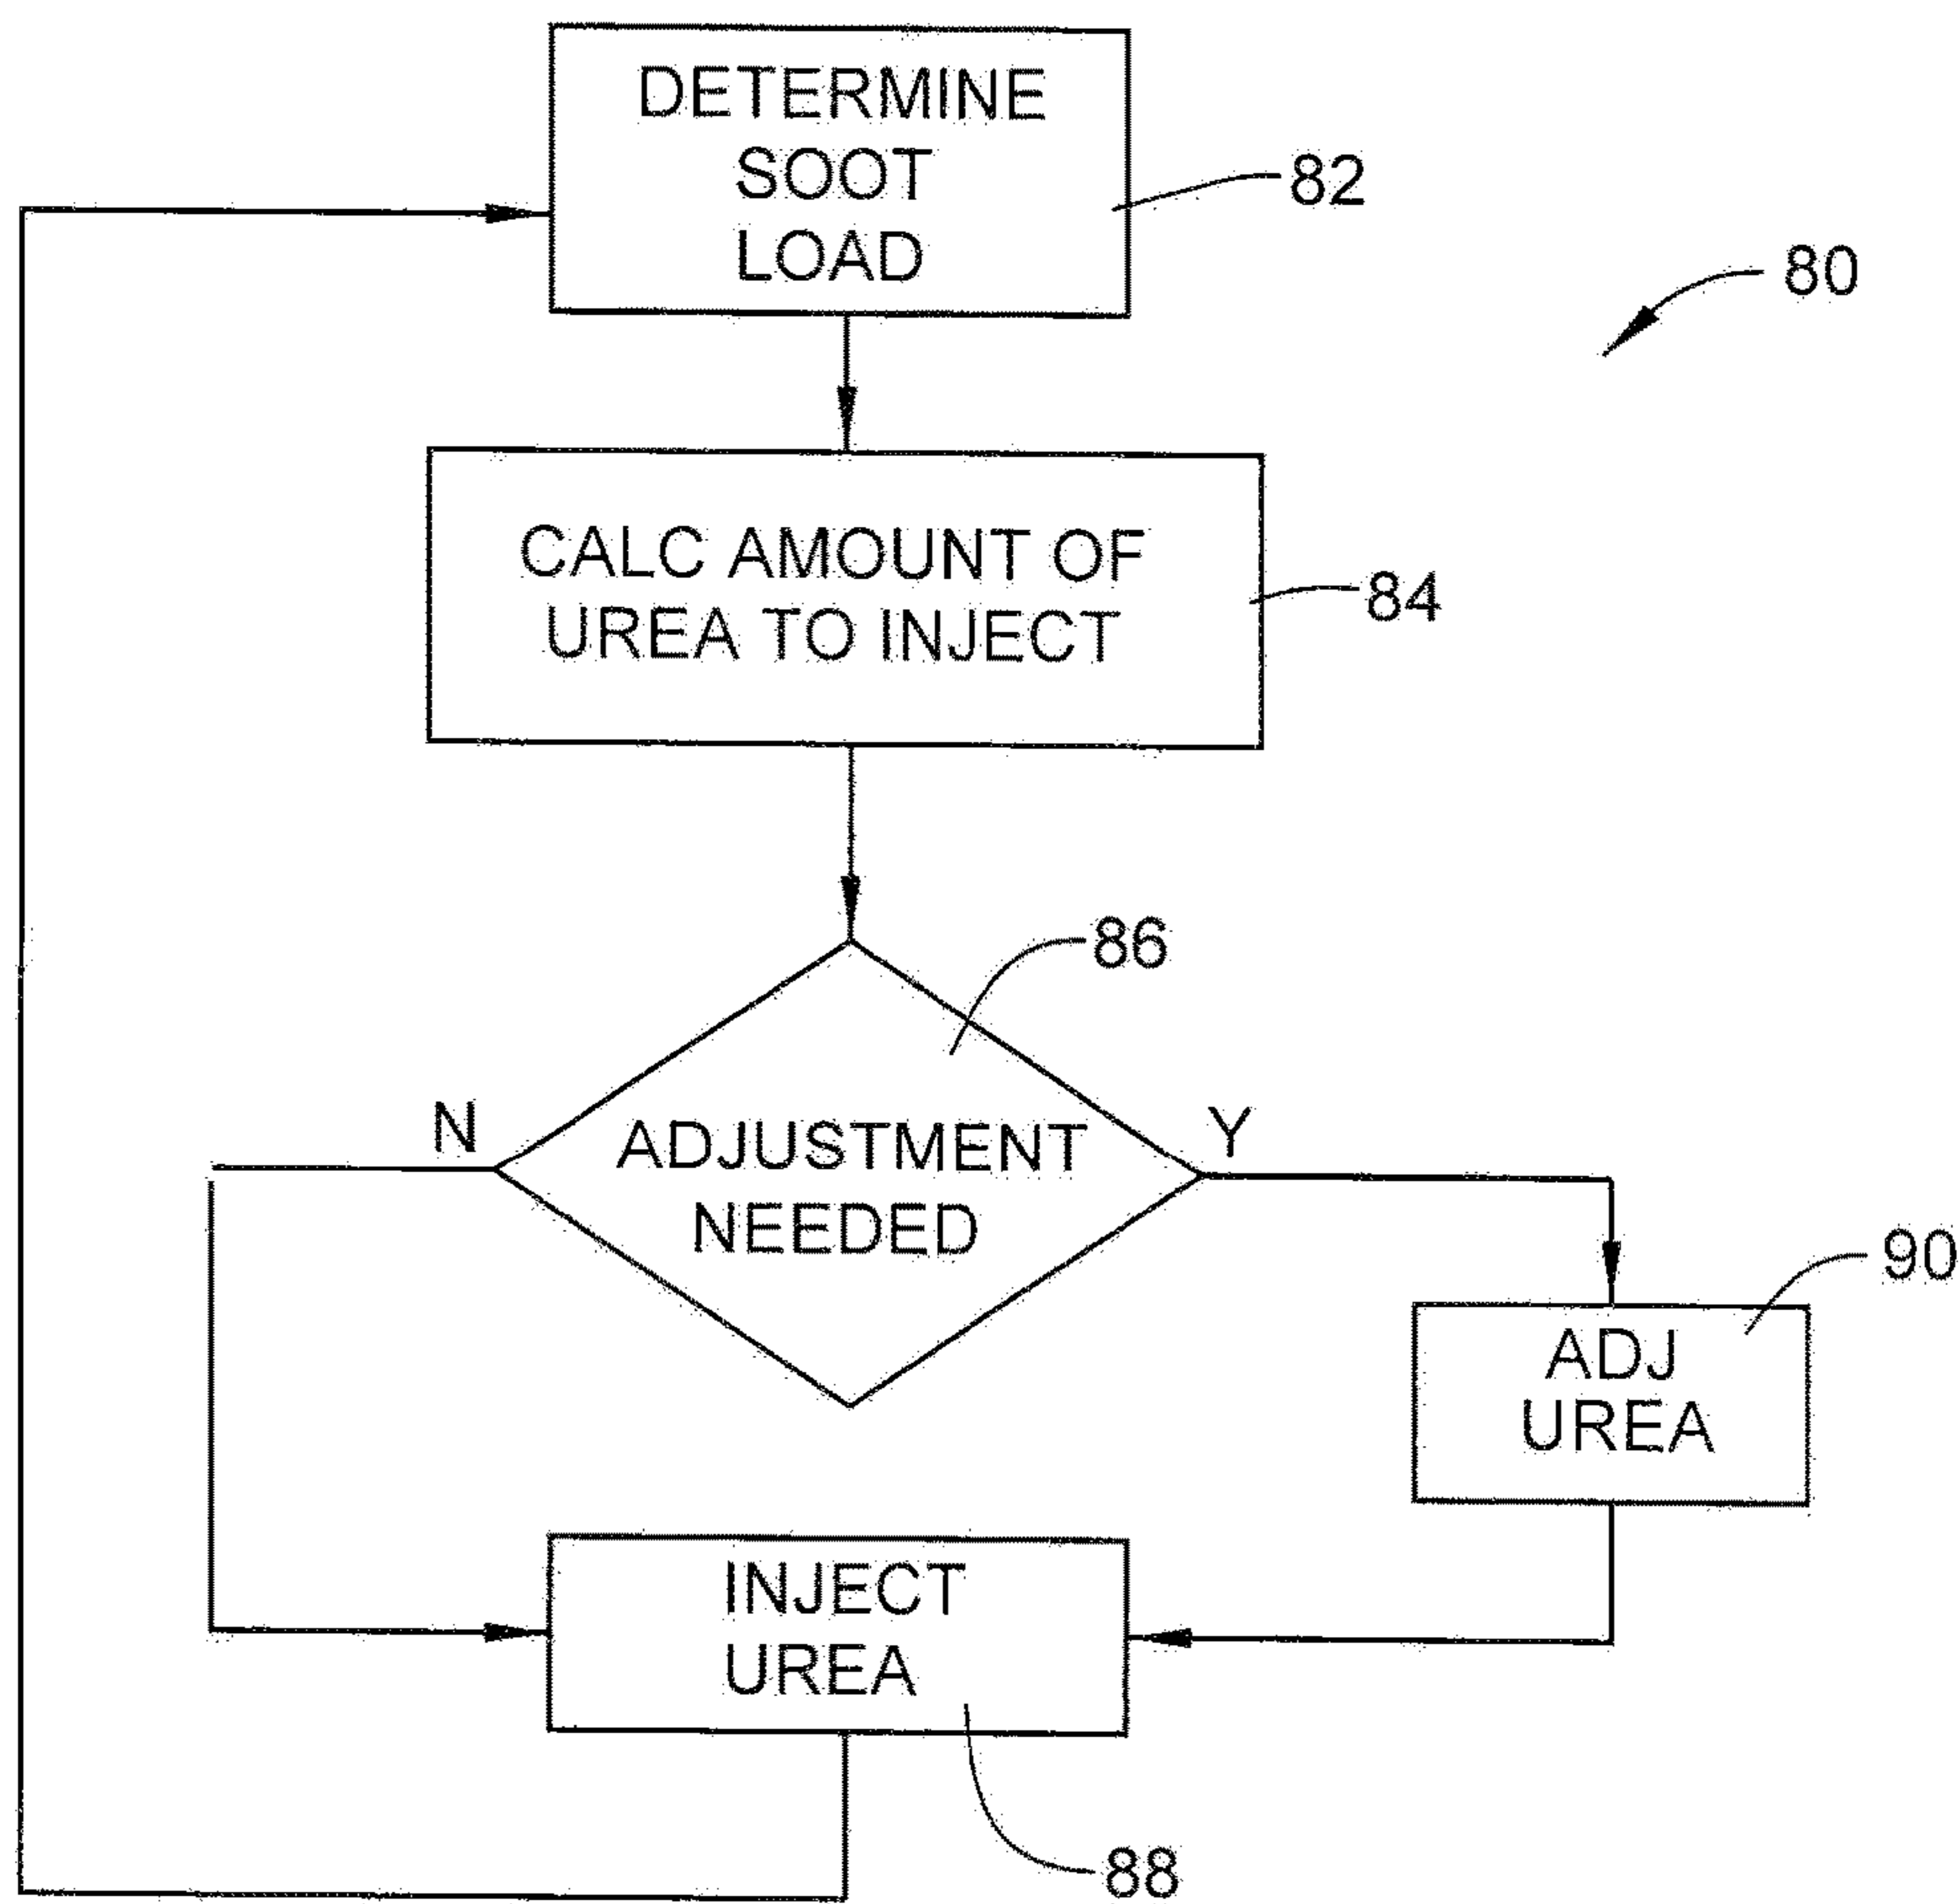 DETERMINE
SOOT
LOAD
82
80
CALC AMOUNT OF
UREA TO INJECT
84
86
N
Y
ADJUSTMENT
NEEDED
90
ADJ
UREA
INJECT
UREA
88